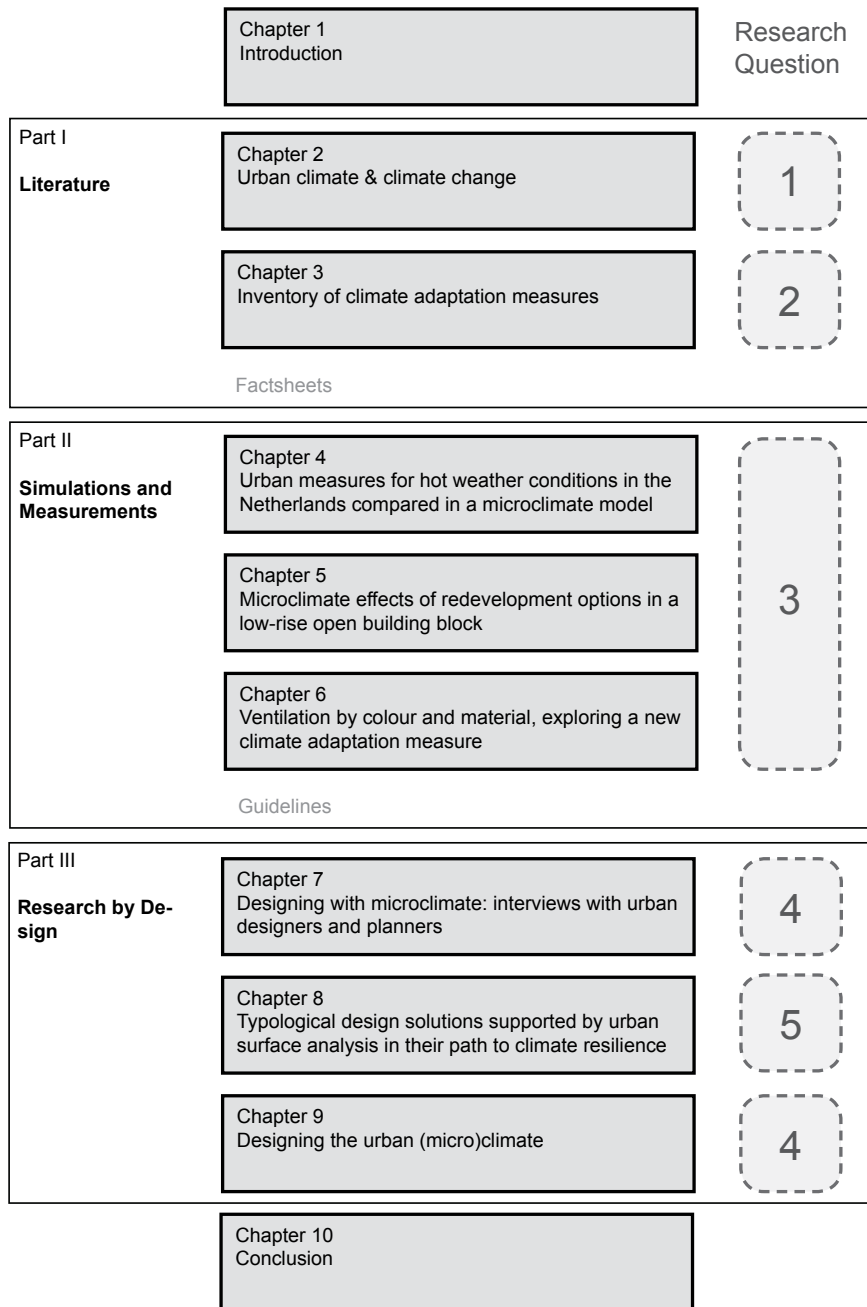 Chapter 1
Introduction
Research
Question
Part I
Literature
Chapter 2
Urban climate & climate change
1
Chapter 3
Inventory of climate adaptation measures
2
Factsheets
Part II
Simulations and
Measurements
Chapter 4
Urban measures for hot weather conditions in the
Netherlands compared in a microclimate model
Chapter 5
Microclimate effects of redevelopment options in a
low-rise open building block
3
Chapter 6
Ventilation by colour and material, exploring a new
climate adaptation measure
Guidelines
Part III
Research by De-
sign
Chapter 7
Designing with microclimate: interviews with urban
designers and planners
4
Chapter 8
Typological design solutions supported by urban
surface analysis in their path to climate resilience
5
Chapter 9
Designing the urban (micro)climate
4
Chapter 10
Conclusion